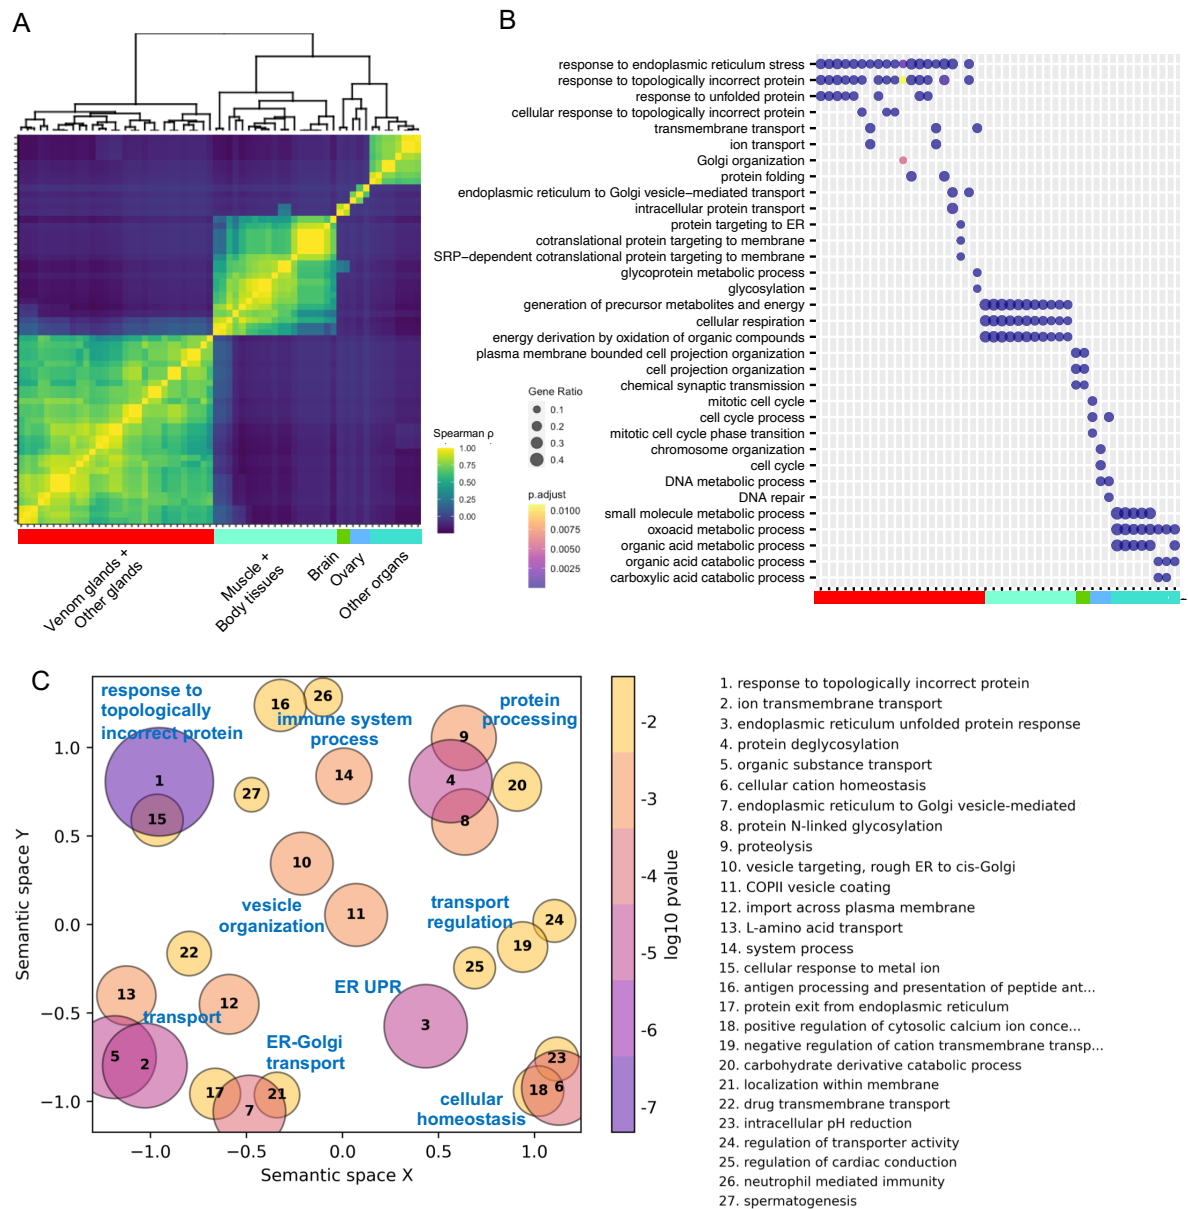 A
B
response to endoplasmic reticulum stress
response to topologically incorrect protein
response to unfolded protein
cellular response to topologically incorrect protein
transmembrane transport
ion transport
Golgi organization
protein folding
endoplasmic reticulum to Golgi vesicle−mediated transport
intracellular protein transport
protein targeting to ER
cotranslational protein targeting to membrane
SRP−dependent cotranslational protein targeting to membrane
glycoprotein metabolic process
glycosylation
generation of precursor metabolites and energy
cellular respiration
energy derivation by oxidation of organic compounds
plasma membrane bounded cell projection organization
cell projection organization
chemical synaptic transmission
mitotic cell cycle
cell cycle process
mitotic cell cycle phase transition
chromosome organization
cell cycle
DNA metabolic process
DNA repair
small molecule metabolic process
oxoacid metabolic process
organic acid metabolic process
organic acid catabolic process
carboxylic acid catabolic process
Gene Ratio
0.1
0.2
0.3
0.4
p.adjust
0.0100
0.0075
0.0050
0.0025
Spearman ρ
1.00
0.75
0.50
0.25
0.00
Venom glands +
Other glands
Muscle +
Body tissues
Brain
Ovary
Other organs
C
response to
topologically
incorrect protein
immune system
process
protein
processing
vesicle
organization
transport
regulation
ER UPR
transport
ER-Golgi
transport
cellular
homeostasis
16
26
9
1
14
4
20
27
15
8
10
11
24
19
22
25
13
12
3
5
2
23
17
21
18
6
7
1.0
0.5
0.0
−0.5
−1.0
Semantic space Y
−1.0
−0.5
0.0
0.5
1.0
Semantic space X
-2
-3
-4
-5
-6
-7
log10 pvalue
1. response to topologically incorrect protein
2. ion transmembrane transport
3. endoplasmic reticulum unfolded protein response
4. protein deglycosylation
5. organic substance transport
6. cellular cation homeostasis
7. endoplasmic reticulum to Golgi vesicle-mediated
8. protein N-linked glycosylation
9. proteolysis
10. vesicle targeting, rough ER to cis-Golgi
11. COPII vesicle coating
12. import across plasma membrane
13. L-amino acid transport
14. system process
15. cellular response to metal ion
16. antigen processing and presentation of peptide ant...
17. protein exit from endoplasmic reticulum
18. positive regulation of cytosolic calcium ion conce...
19. negative regulation of cation transmembrane transp...
20. carbohydrate derivative catabolic process
21. localization within membrane
22. drug transmembrane transport
23. intracellular pH reduction
24. regulation of transporter activity
25. regulation of cardiac conduction
26. neutrophil mediated immunity
27. spermatogenesis